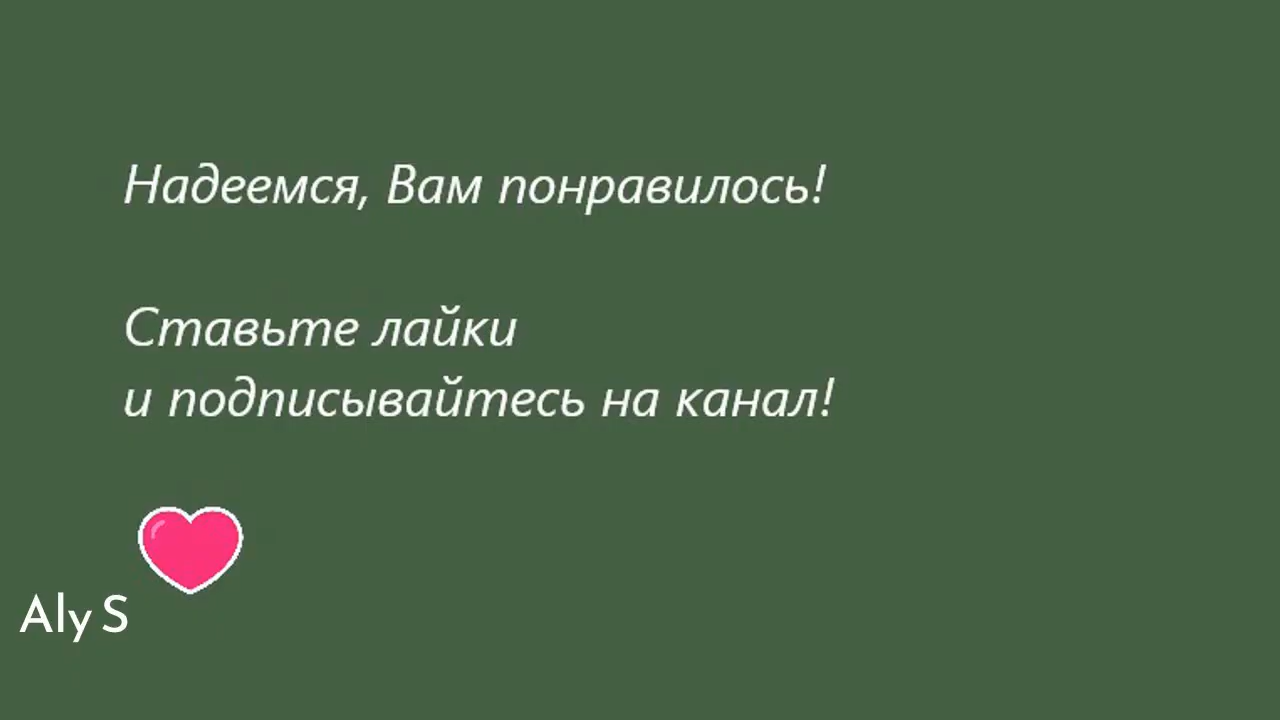 Надеемся, Вам понравилось!
Ставьте лайки
и подписывайтесь на канал!
Aly S